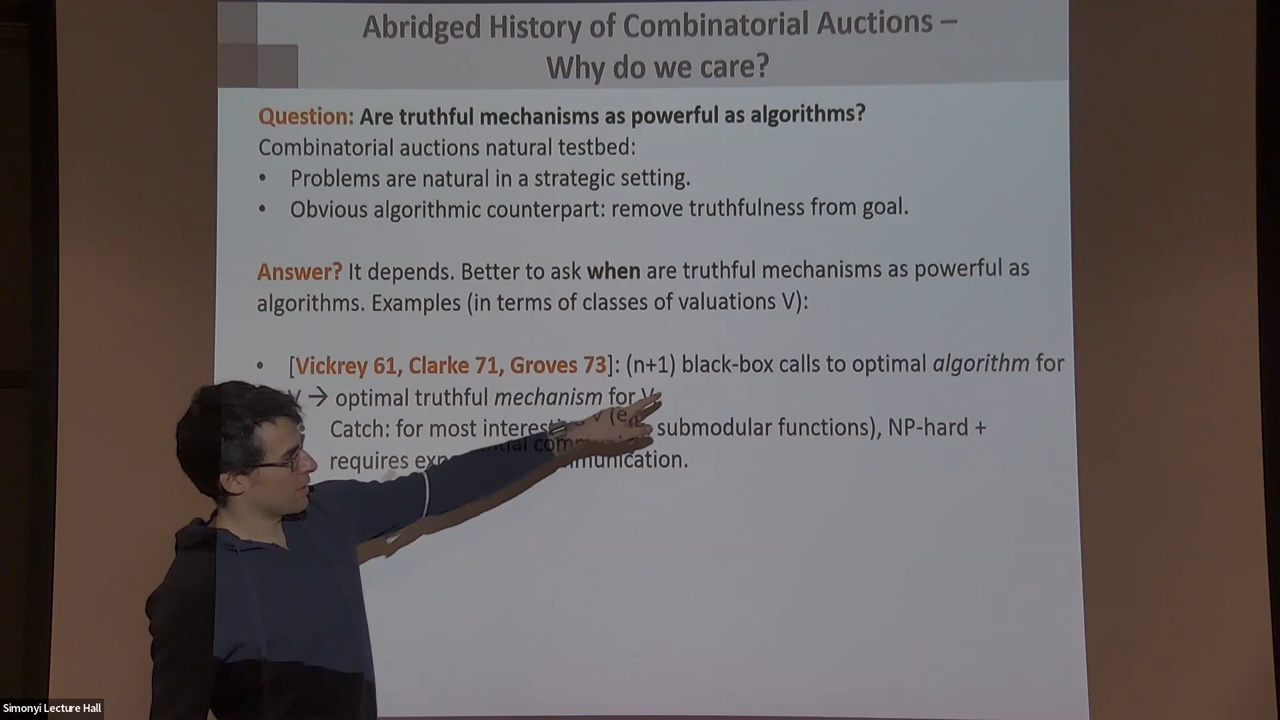 Abridged History of Combinatorial Auctions –
Why do we care?
Question: Are truthful mechanisms as powerful as algorithms?
Combinatorial auctions natural testbed:
• Problems are natural in a strategic setting.
• Obvious algorithmic counterpart: remove truthfulness from goal.
Answer? It depends. Better to ask when are truthful mechanisms as powerful as
algorithms. Examples (in terms of classes of valuations V):
• [Vickrey 61, Clarke 71, Groves 73]: (n+1) black-box calls to optimal algorithm for
V → optimal truthful mechanism for V.
Catch: for most interesting V (e.g. submodular functions), NP-hard +
requires exponential communication.
Simonyi Lecture Hall